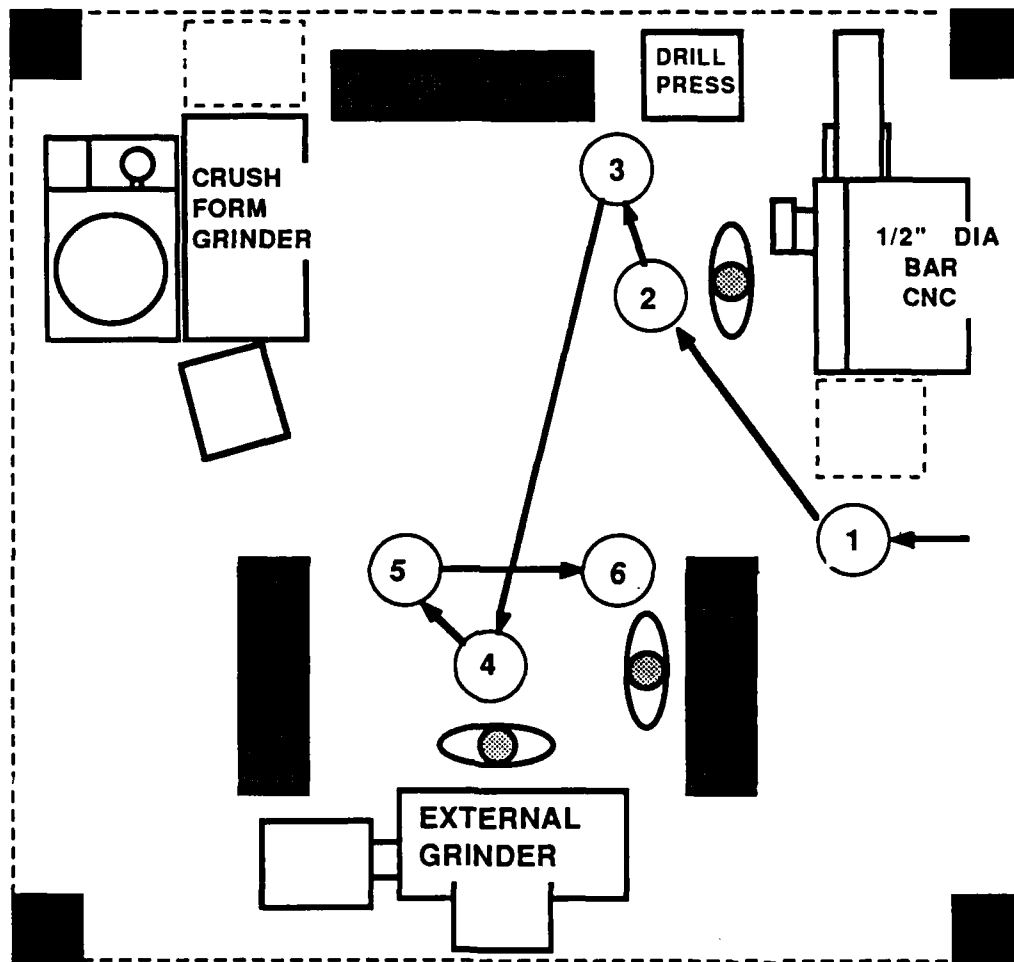 DRILL
PRESS
3
CRUSH
FORM
GRINDER
1/2" DIA
BAR
CNC
2
1
5
6
4
EXTERNAL
GRINDER